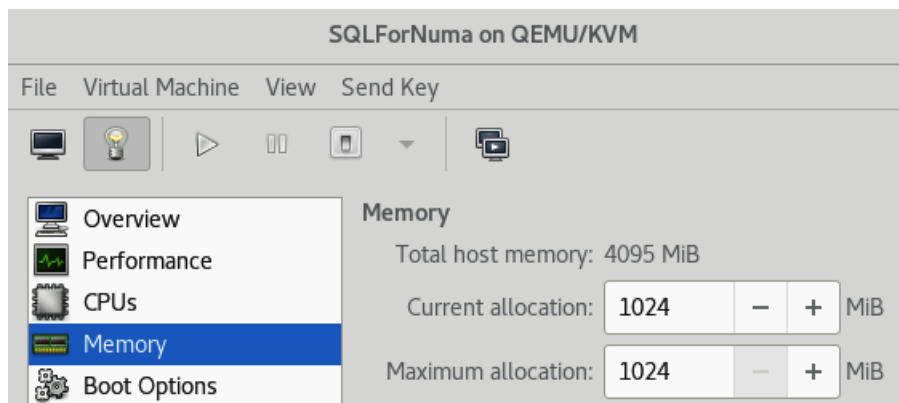 SQLForNuma on QEMU/KVM
File Virtual Machine View Send Key
Overview
Performance
CPUs
Memory
Boot Options
Memory
Total host memory: 4095 MiB
Current allocation: 1024 − + MiB
Maximum allocation: 1024 − + MiB